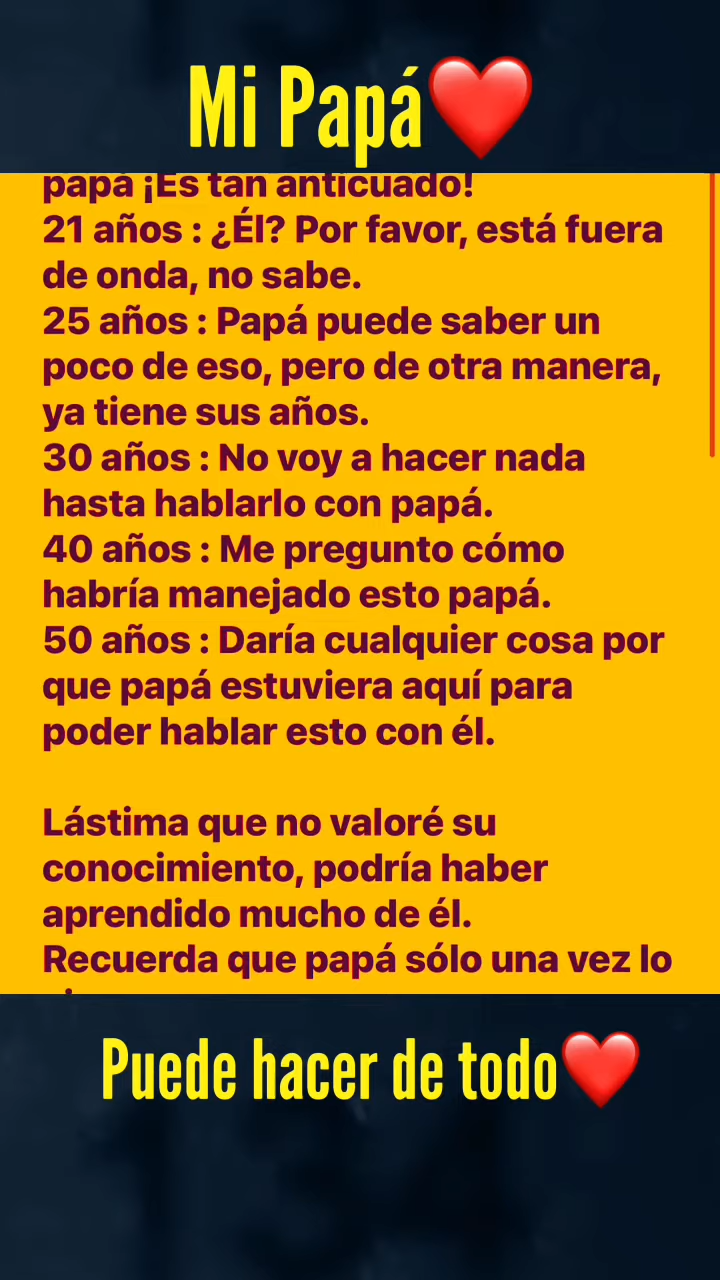 Mi Papá❤️
papá ¡Es tan anticuado!
21 años : ¿Él? Por favor, está fuera
de onda, no sabe.
25 años : Papá puede saber un
poco de eso, pero de otra manera,
ya tiene sus años.
30 años : No voy a hacer nada
hasta hablarlo con papá.
40 años : Me pregunto cómo
habría manejado esto papá.
50 años : Daría cualquier cosa por
que papá estuviera aquí para
poder hablar esto con él.
Lástima que no valoré su
conocimiento, podría haber
aprendido mucho de él.
Recuerda que papá sólo una vez lo
Puede hacer de todo❤️